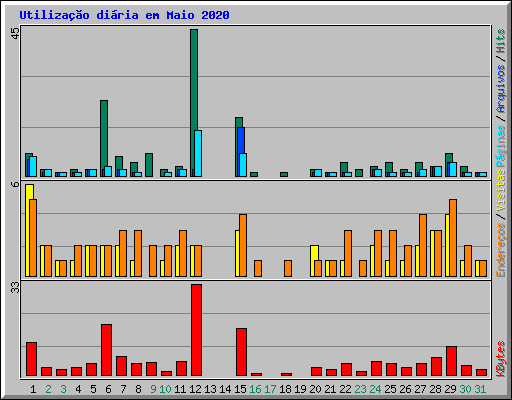 Utilização diária em Maio 2020
45
6
33
Endereços / Visitas Páginas / Arquivos / Hits
KBytes
1 2 3 4 5 6 7 8 9 10 11 12 13 14 15 16 17 18 19 20 21 22 23 24 25 26 27 28 29 30 31